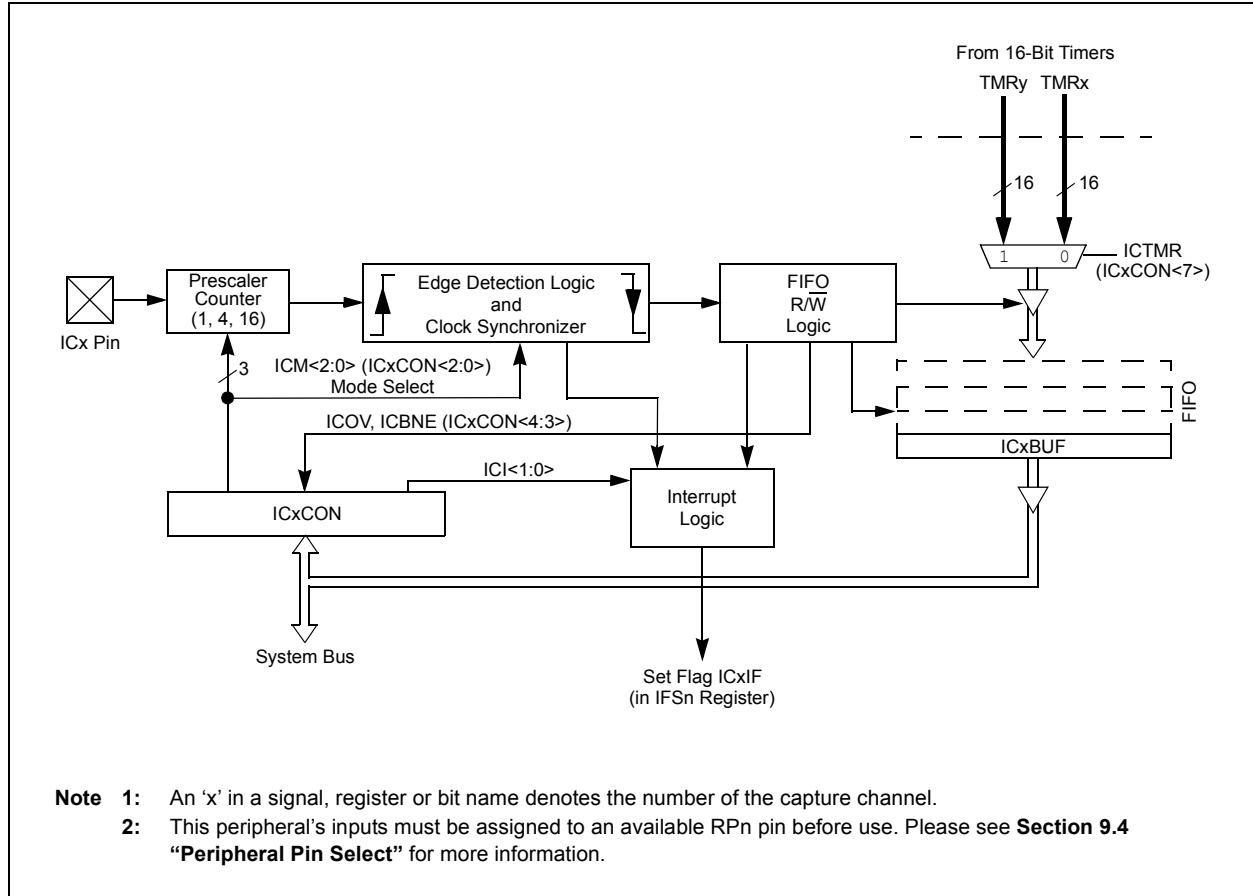 From 16-Bit Timers
TMRy TMRx
16 16
1 0
ICTMR
(ICxCON<7>)
ICx Pin
Prescaler
Counter
(1, 4, 16)
Edge Detection Logic
and
Clock Synchronizer
FIFO
R/W̅
Logic
3
ICM<2:0> (ICxCON<2:0>)
Mode Select
ICOV, ICBNE (ICxCON<4:3>)
FIFO
ICxBUF
ICI<1:0>
ICxCON
Interrupt
Logic
System Bus
Set Flag ICxIF
(in IFSn Register)
Note 1: An ‘x’ in a signal, register or bit name denotes the number of the capture channel.
2: This peripheral’s inputs must be assigned to an available RPn pin before use. Please see Section 9.4
“Peripheral Pin Select” for more information.